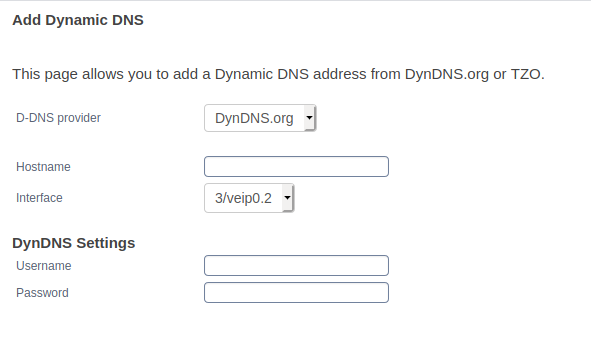 Add Dynamic DNS
This page allows you to add a Dynamic DNS address from DynDNS.org or TZO.
D-DNS provider DynDNS.org
Hostname
Interface 3/veip0.2
DynDNS Settings
Username
Password